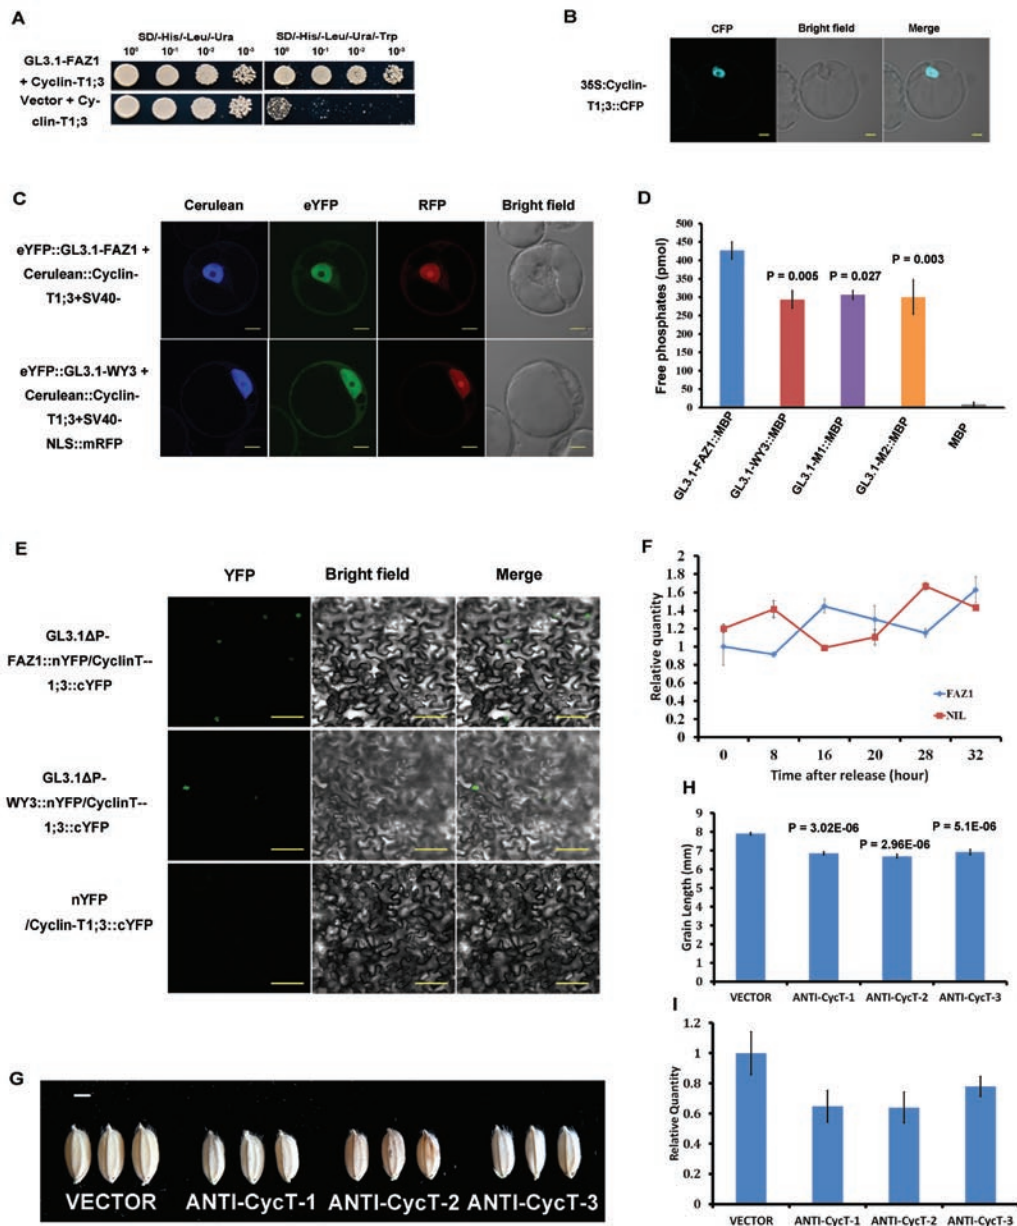 A
SD/-His/-Leu/-Ura
SD/-His/-Leu/-Ura/-Trp
10⁰ 10⁻¹ 10⁻² 10⁻³ 10⁰ 10⁻¹ 10⁻² 10⁻³
GL3.1-FAZ1
+ Cyclin-T1;3
Vector + Cy-
clin-T1;3
B
CFP Bright field Merge
35S:Cyclin-
T1;3::CFP
C
Cerulean eYFP RFP Bright field
eYFP::GL3.1-FAZ1 +
Cerulean::Cyclin-
T1;3+SV40-
eYFP::GL3.1-WY3 +
Cerulean::Cyclin-
T1;3+SV40-
NLS::mRFP
D
Free phosphates (pmol)
500
450
400
350
300
250
200
150
100
50
0
P = 0.005
P = 0.027
P = 0.003
GL3.1-FAZ1::MBP
GL3.1-WY3::MBP
GL3.1-M1::MBP
GL3.1-M2::MBP
MBP
E
YFP Bright field Merge
GL3.1ΔP-
FAZ1::nYFP/CyclinT--
1;3::cYFP
GL3.1ΔP-
WY3::nYFP/CyclinT--
1;3::cYFP
nYFP
/Cyclin-T1;3::cYFP
F
Relative quantity
2
1.8
1.6
1.4
1.2
1
0.8
0.6
0.4
0.2
0
FAZ1
NIL
0 8 16 20 28 32
Time after release (hour)
G
VECTOR ANTI-CycT-1 ANTI-CycT-2 ANTI-CycT-3
H
Grain Length (mm)
9
8
7
6
5
4
3
2
1
0
P = 3.02E-06
P = 2.96E-06
P = 5.1E-06
VECTOR ANTI-CycT-1 ANTI-CycT-2 ANTI-CycT-3
I
Relative Quantity
1.2
1
0.8
0.6
0.4
0.2
0
VECTOR ANTI-CycT-1 ANTI-CycT-2 ANTI-CycT-3